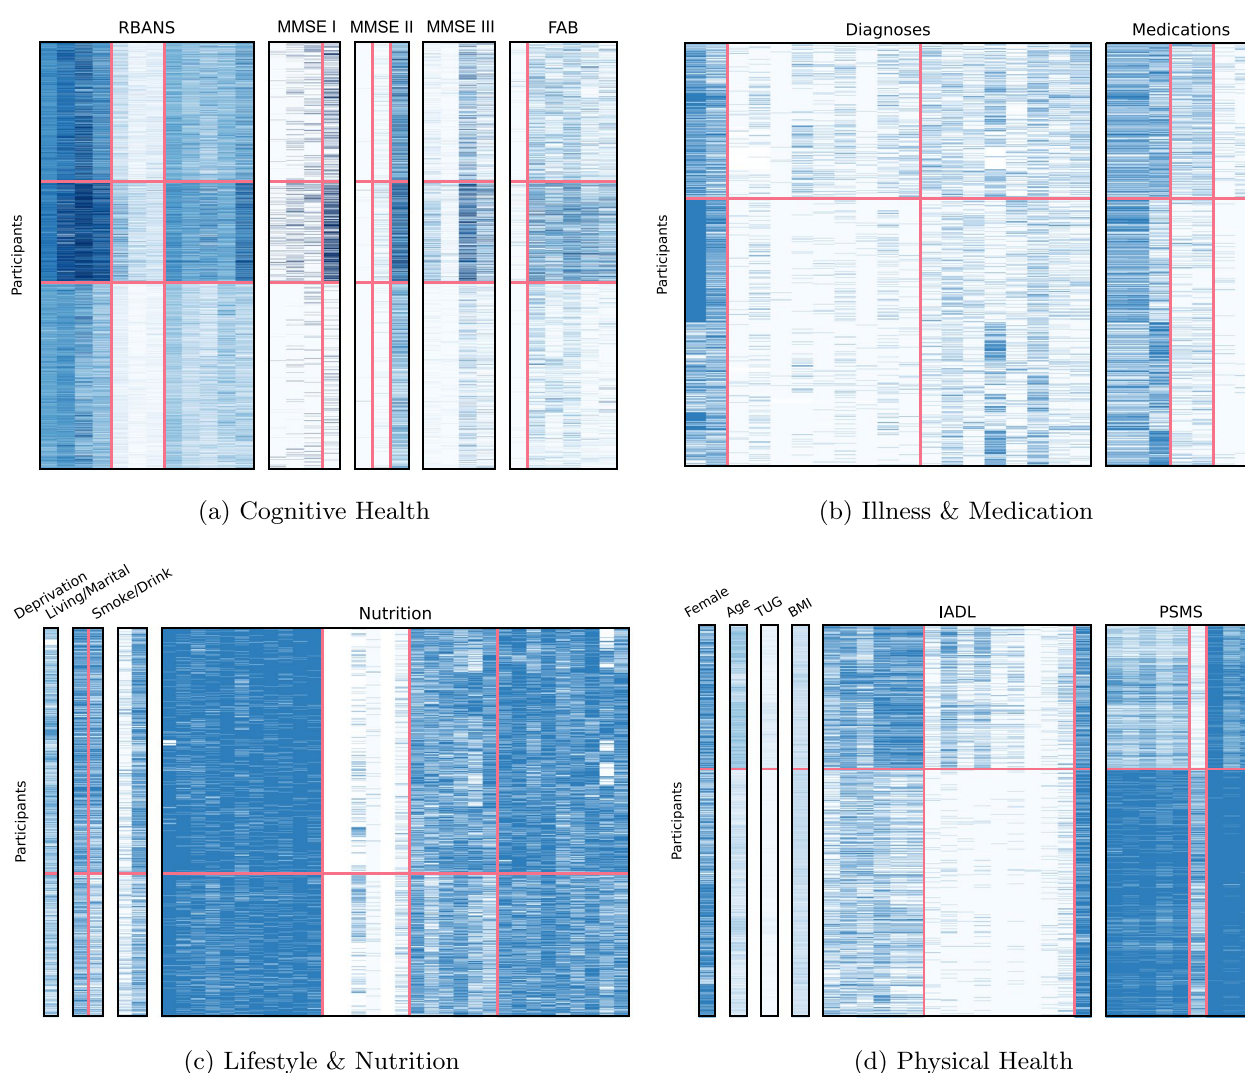 RBANS
MMSE I
MMSE II
MMSE III
FAB
Participants
(a) Cognitive Health
Diagnoses
Medications
Participants
(b) Illness & Medication
Deprivation
Living/Marital
Smoke/Drink
Nutrition
Participants
(c) Lifestyle & Nutrition
Female
Age
TUG
BMI
IADL
PSMS
Participants
(d) Physical Health